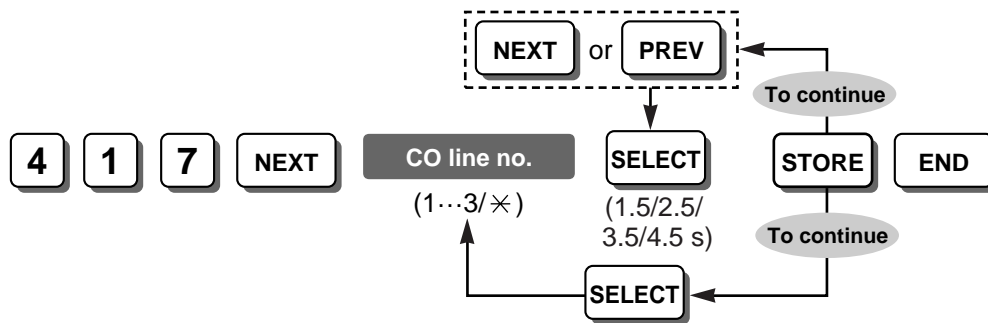 NEXT or PREV
To continue
4 1 7 NEXT CO line no. SELECT STORE END
(1···3/✳)
(1.5/2.5/
3.5/4.5 s)
To continue
SELECT